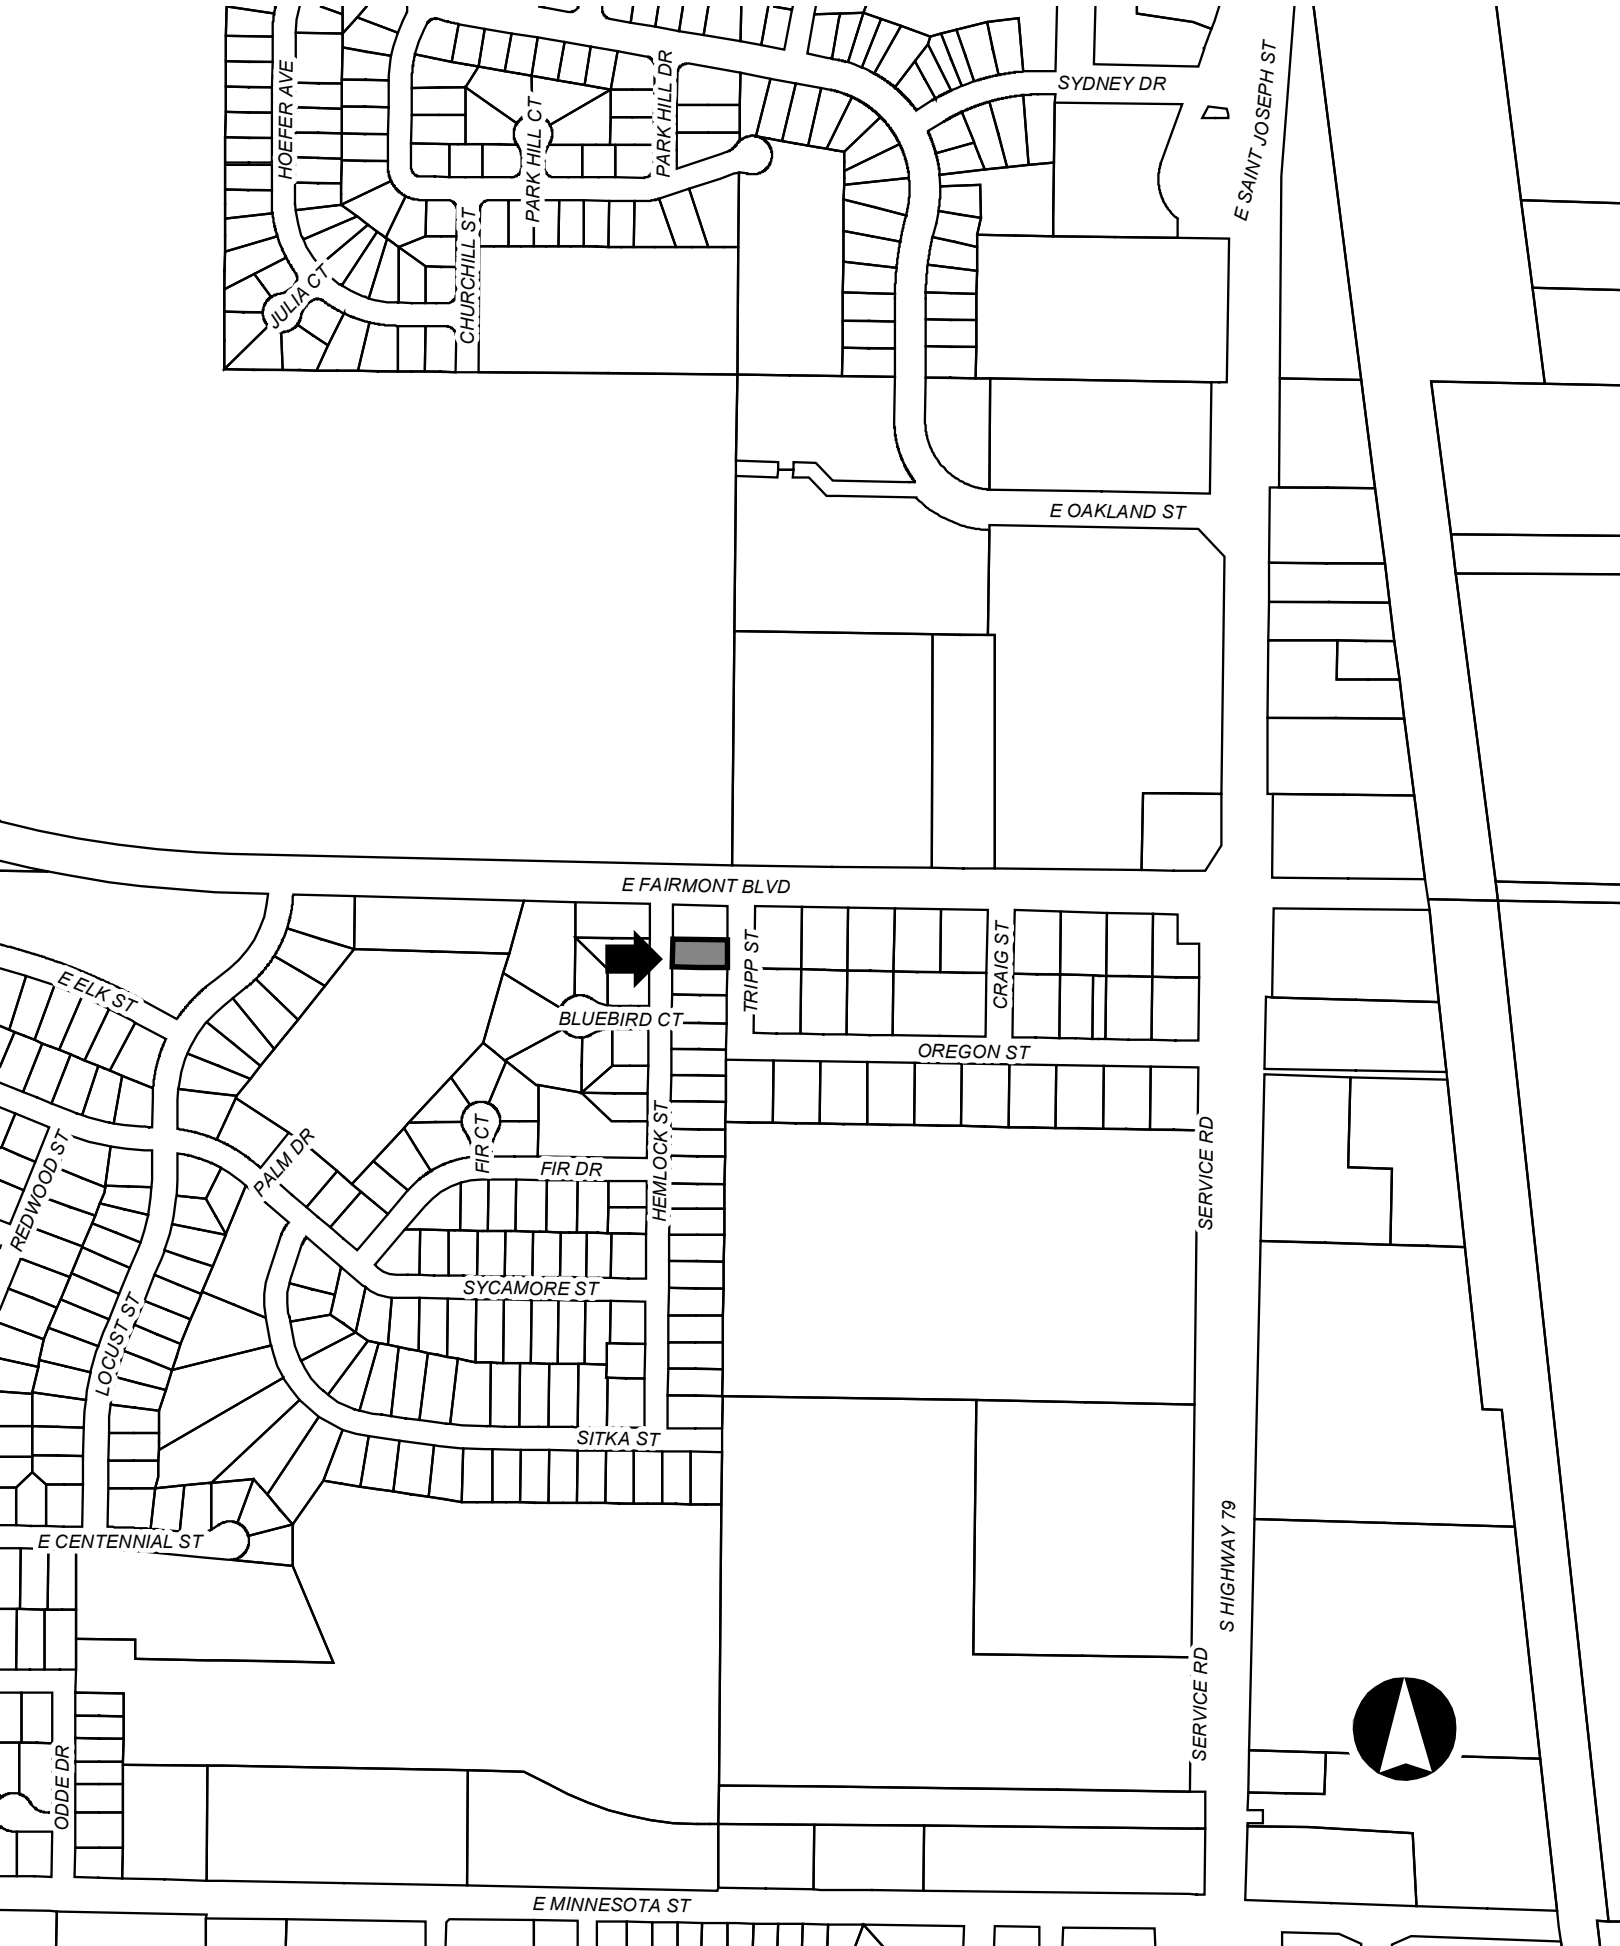 HOEFER AVE
PARK HILL CT
PARK HILL DR
SYDNEY DR
E SAINT JOSEPH ST
JULIA CT
CHURCHILL ST
E OAKLAND ST
E FAIRMONT BLVD
TRIPP ST
CRAIG ST
E ELK ST
BLUEBIRD CT
OREGON ST
REDWOOD ST
PALM DR
FIR CT
FIR DR
HEMLOCK ST
SERVICE RD
SYCAMORE ST
LOCUST ST
SITKA ST
E CENTENNIAL ST
S HIGHWAY 79
SERVICE RD
ODDE DR
E MINNESOTA ST